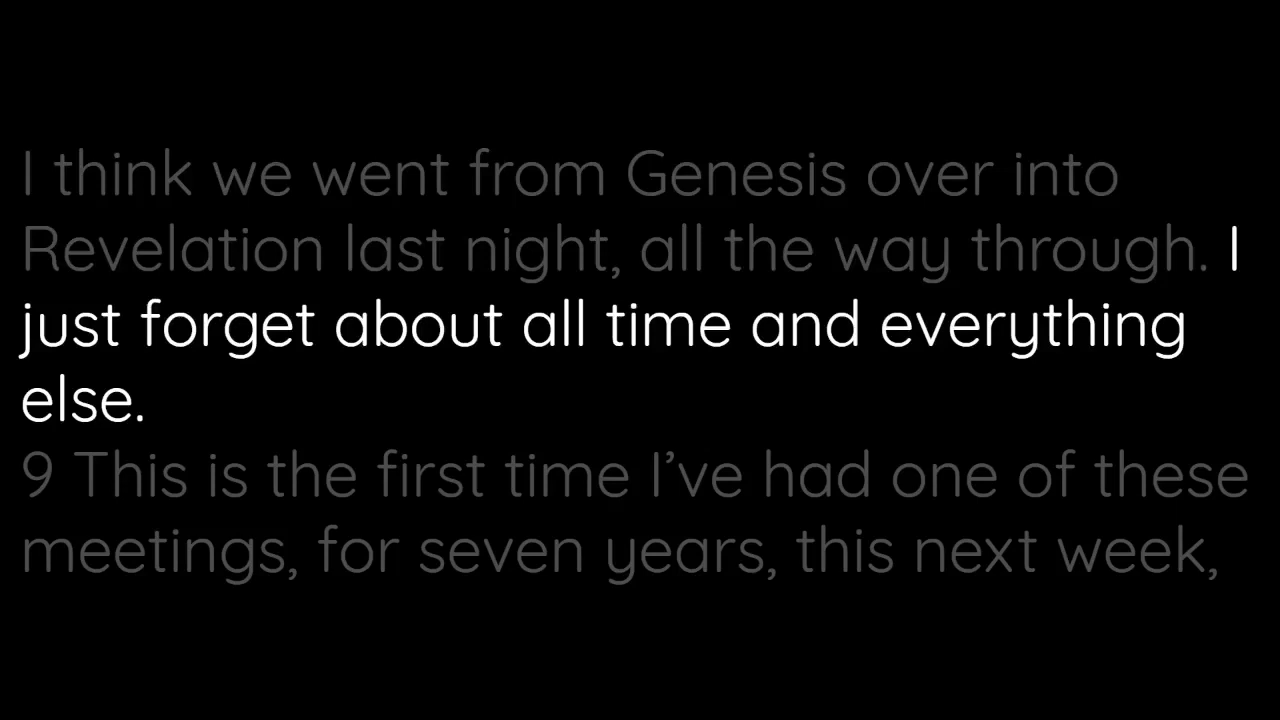 I think we went from Genesis over into
Revelation last night, all the way through. I
just forget about all time and everything
else.
9 This is the first time I’ve had one of these
meetings, for seven years, this next week,